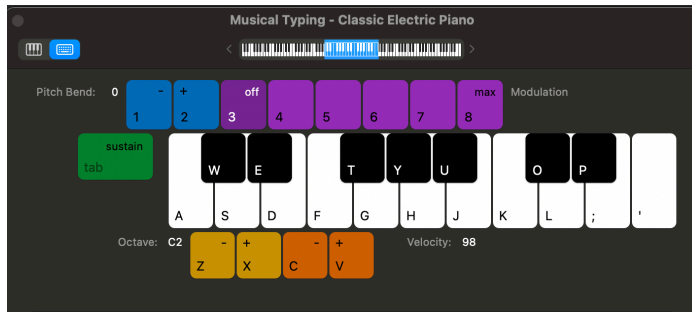 Musical Typing - Classic Electric Piano
Pitch Bend: 0 - + off max Modulation
1 2 3 4 5 6 7 8
sustain
tab
W E T Y U O P
A S D F G H J K L ; '
Octave: C2 - + - + Velocity: 98
Z X C V